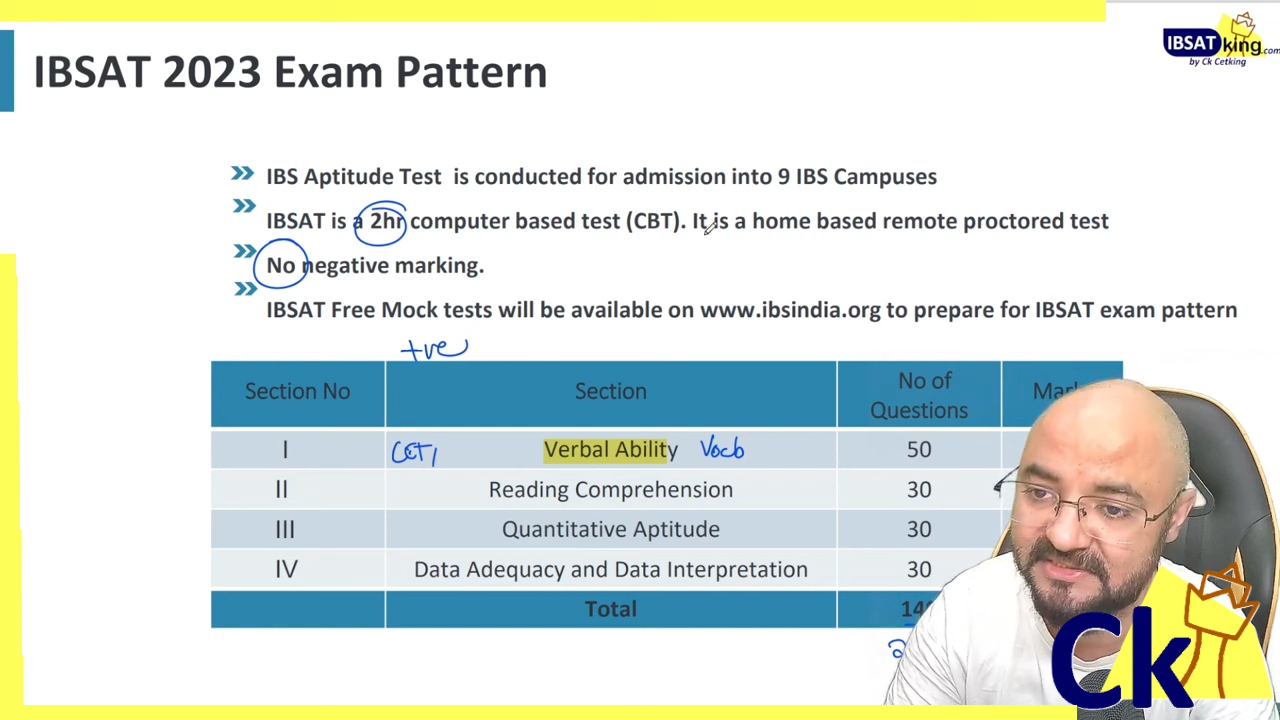 IBSAT king.com
by Ck Cetking
IBSAT 2023 Exam Pattern
IBS Aptitude Test is conducted for admission into 9 IBS Campuses
IBSAT is a 2hr computer based test (CBT). It is a home based remote proctored test
No negative marking.
IBSAT Free Mock tests will be available on www.ibsindia.org to prepare for IBSAT exam pattern
+ve
Section No Section No of Questions
I CET, Verbal Ability Vocb 50
II Reading Comprehension 30
III Quantitative Aptitude 30
IV Data Adequacy and Data Interpretation 30
Total
Ck